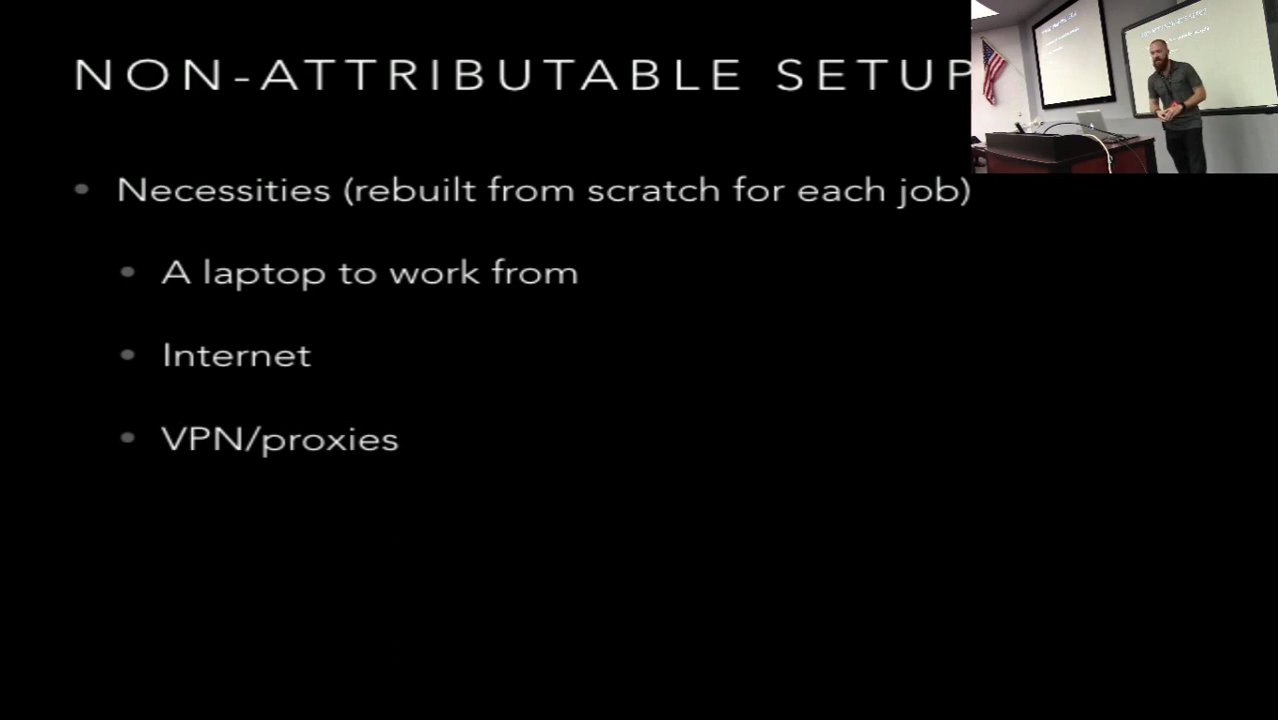 NON-ATTRIBUTABLE SETUP
Necessities (rebuilt from scratch for each job)
A laptop to work from
Internet
VPN/proxies